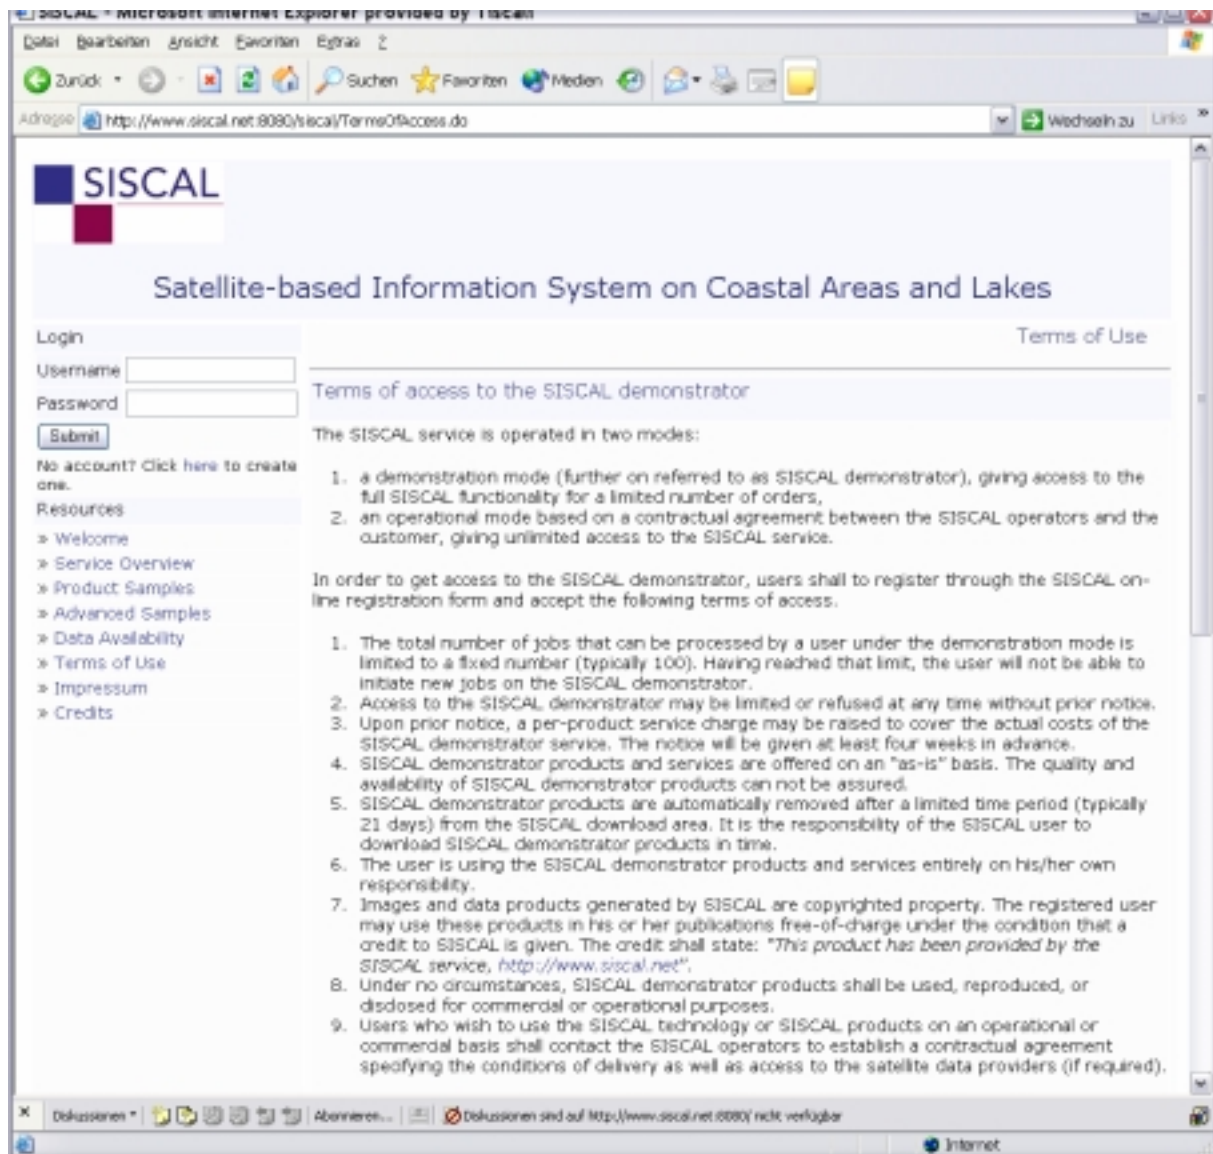 SISCAL - Microsoft Internet Explorer provided by Tiscali
Datei Bearbeiten Ansicht Favoriten Extras ?
Zurück Suchen Favoriten Medien
Adresse http://www.siscal.net:8080/siscal/TermsOfAccess.do Wechseln zu Links »
SISCAL
Satellite-based Information System on Coastal Areas and Lakes
Login
Username
Password
Submit
No account? Click here to create
one.
Resources
» Welcome
» Service Overview
» Product Samples
» Advanced Samples
» Data Availability
» Terms of Use
» Impressum
» Credits
Terms of Use
Terms of access to the SISCAL demonstrator
The SISCAL service is operated in two modes:
1. a demonstration mode (further on referred to as SISCAL demonstrator), giving access to the
full SISCAL functionality for a limited number of orders,
2. an operational mode based on a contractual agreement between the SISCAL operators and the
customer, giving unlimited access to the SISCAL service.
In order to get access to the SISCAL demonstrator, users shall to register through the SISCAL on-
line registration form and accept the following terms of access.
1. The total number of jobs that can be processed by a user under the demonstration mode is
limited to a fixed number (typically 100). Having reached that limit, the user will not be able to
initiate new jobs on the SISCAL demonstrator.
2. Access to the SISCAL demonstrator may be limited or refused at any time without prior notice.
3. Upon prior notice, a per-product service charge may be raised to cover the actual costs of the
SISCAL demonstrator service. The notice will be given at least four weeks in advance.
4. SISCAL demonstrator products and services are offered on an "as-is" basis. The quality and
availability of SISCAL demonstrator products can not be assured.
5. SISCAL demonstrator products are automatically removed after a limited time period (typically
21 days) from the SISCAL download area. It is the responsibility of the SISCAL user to
download SISCAL demonstrator products in time.
6. The user is using the SISCAL demonstrator products and services entirely on his/her own
responsibility.
7. Images and data products generated by SISCAL are copyrighted property. The registered user
may use these products in his or her publications free-of-charge under the condition that a
credit to SISCAL is given. The credit shall state: "This product has been provided by the
SISCAL service, http://www.siscal.net".
8. Under no circumstances, SISCAL demonstrator products shall be used, reproduced, or
disclosed for commercial or operational purposes.
9. Users who wish to use the SISCAL technology or SISCAL products on an operational or
commercial basis shall contact the SISCAL operators to establish a contractual agreement
specifying the conditions of delivery as well as access to the satellite data providers (if required).
Diskussionen Abonnieren... Diskussionen sind auf http://www.siscal.net:8080/ nicht verfügbar
Internet